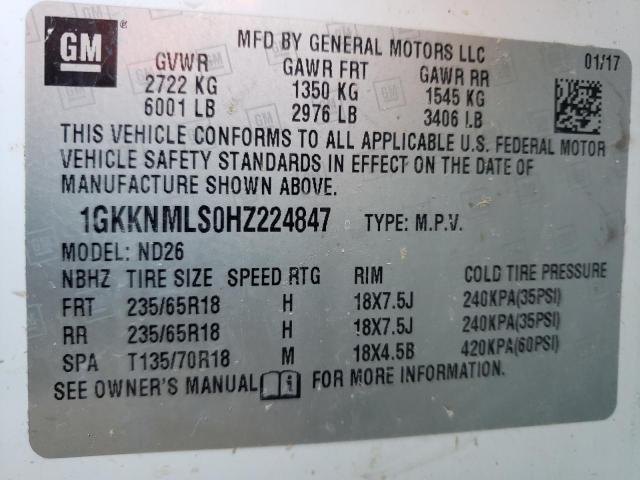 GM
MFD BY GENERAL MOTORS LLC
01/17
GVWR GAWR FRT GAWR RR
2722 KG 1350 KG 1545 KG
6001 LB 2976 LB 3406 LB
THIS VEHICLE CONFORMS TO ALL APPLICABLE U.S. FEDERAL MOTOR
VEHICLE SAFETY STANDARDS IN EFFECT ON THE DATE OF
MANUFACTURE SHOWN ABOVE.
1GKKNMLS0HZ224847 TYPE: M.P.V.
MODEL: ND26
NBHZ TIRE SIZE SPEED RTG RIM COLD TIRE PRESSURE
FRT 235/65R18 H 18X7.5J 240KPA(35PSI)
RR 235/65R18 H 18X7.5J 240KPA(35PSI)
SPA T135/70R18 M 18X4.5B 420KPA(60PSI)
SEE OWNER'S MANUAL i FOR MORE INFORMATION.